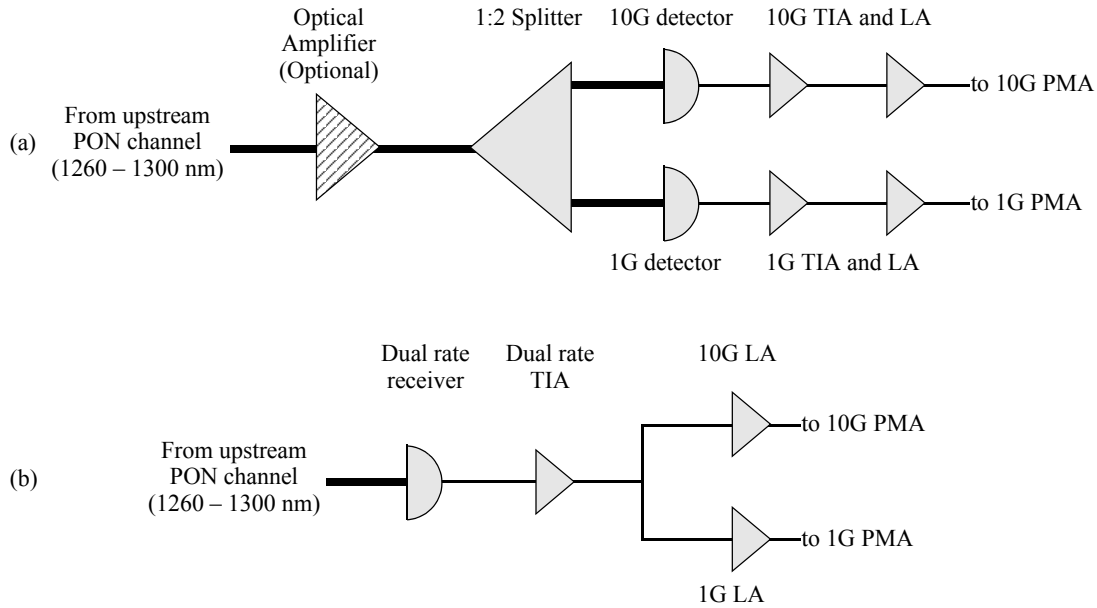 Optical
Amplifier
(Optional)
1:2 Splitter
10G detector
10G TIA and LA
(a)
From upstream
PON channel
(1260 – 1300 nm)
to 10G PMA
to 1G PMA
1G detector
1G TIA and LA
Dual rate
receiver
Dual rate
TIA
10G LA
(b)
From upstream
PON channel
(1260 – 1300 nm)
to 10G PMA
to 1G PMA
1G LA